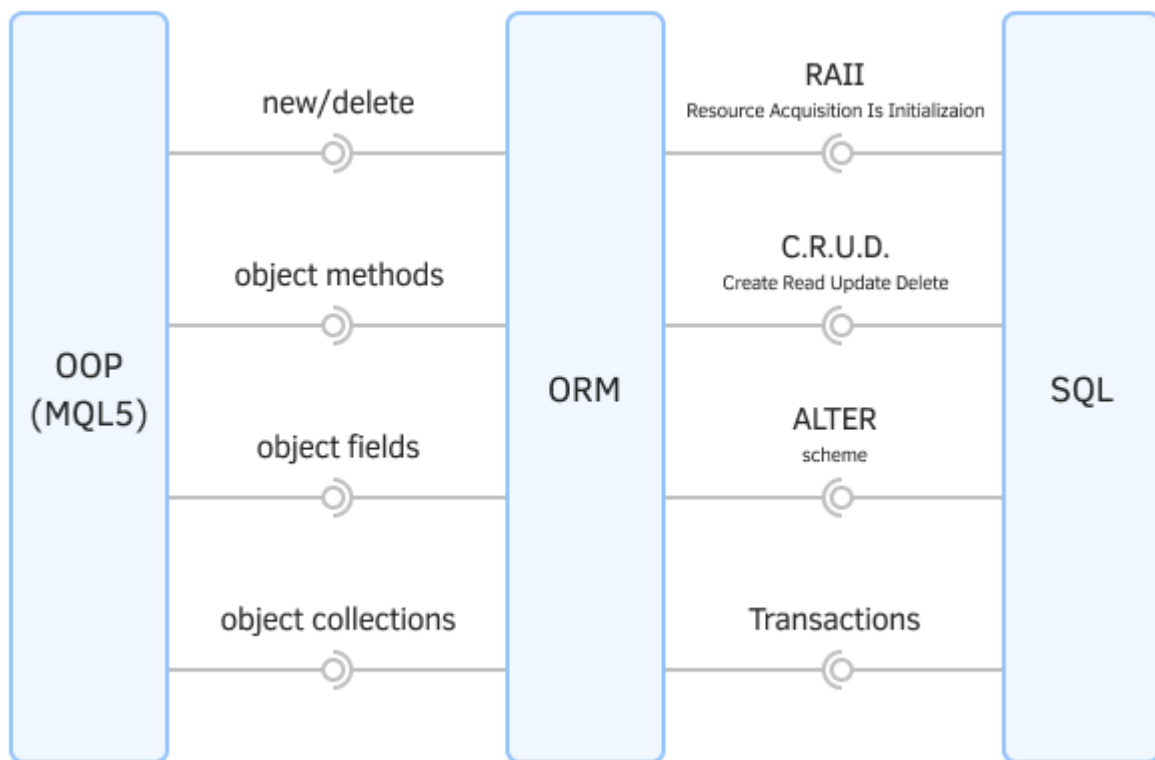 new/delete
RAII
Resource Acquisition Is Initializaion
object methods
C.R.U.D.
Create Read Update Delete
OOP
(MQL5)
ORM
SQL
object fields
ALTER
scheme
object collections
Transactions